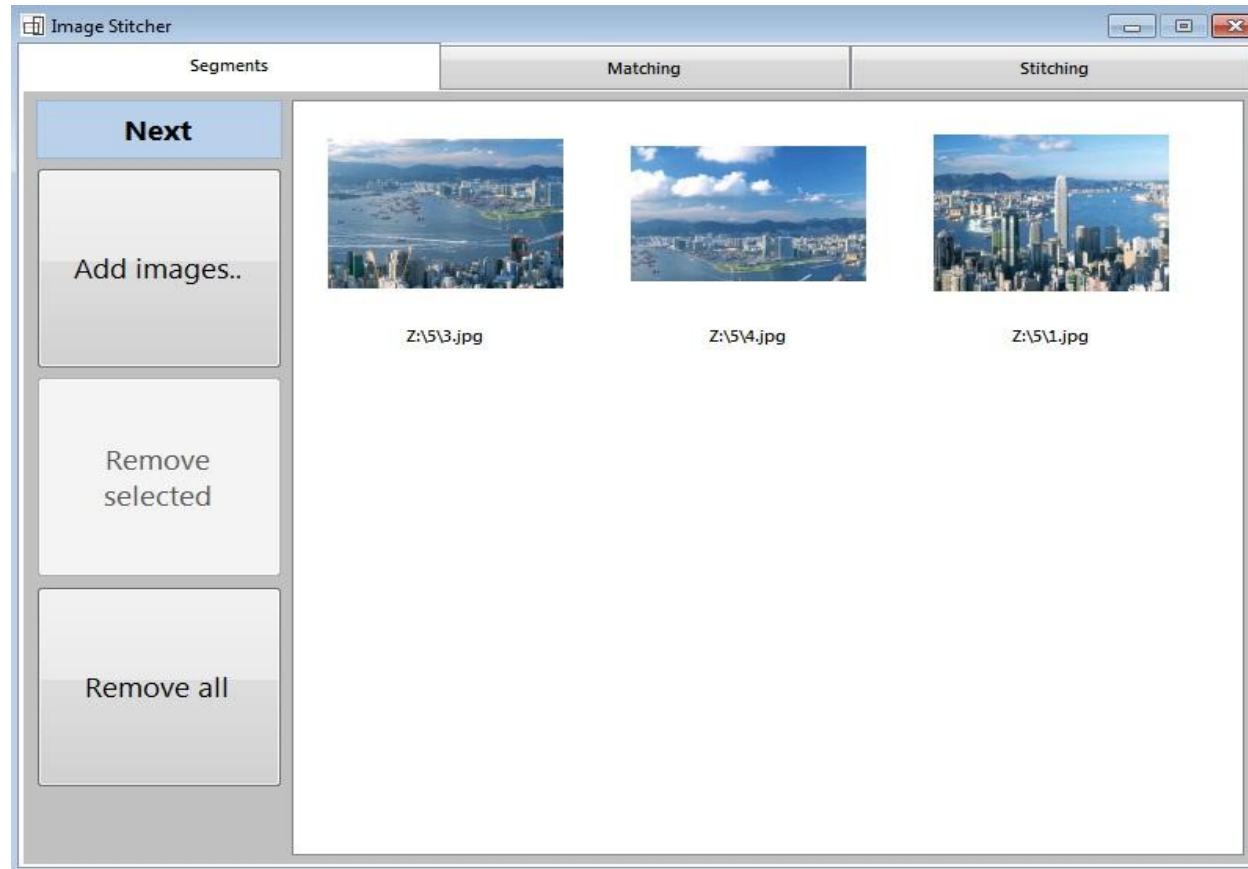 Image Stitcher
Segments
Matching
Stitching
Next
Add images..
Remove
selected
Remove all
Z:\5\3.jpg
Z:\5\4.jpg
Z:\5\1.jpg